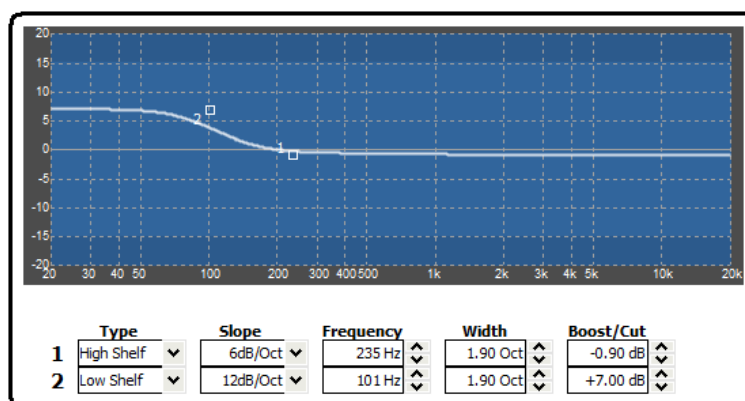 20
15
10
5
2
0
1
-5
-10
-15
-20
20 30 40 50 100 200 300 400 500 1k 2k 3k 4k 5k 10k 20k
Type Slope Frequency Width Boost/Cut
1 High Shelf 6dB/Oct 235 Hz 1.90 Oct -0.90 dB
2 Low Shelf 12dB/Oct 101 Hz 1.90 Oct +7.00 dB